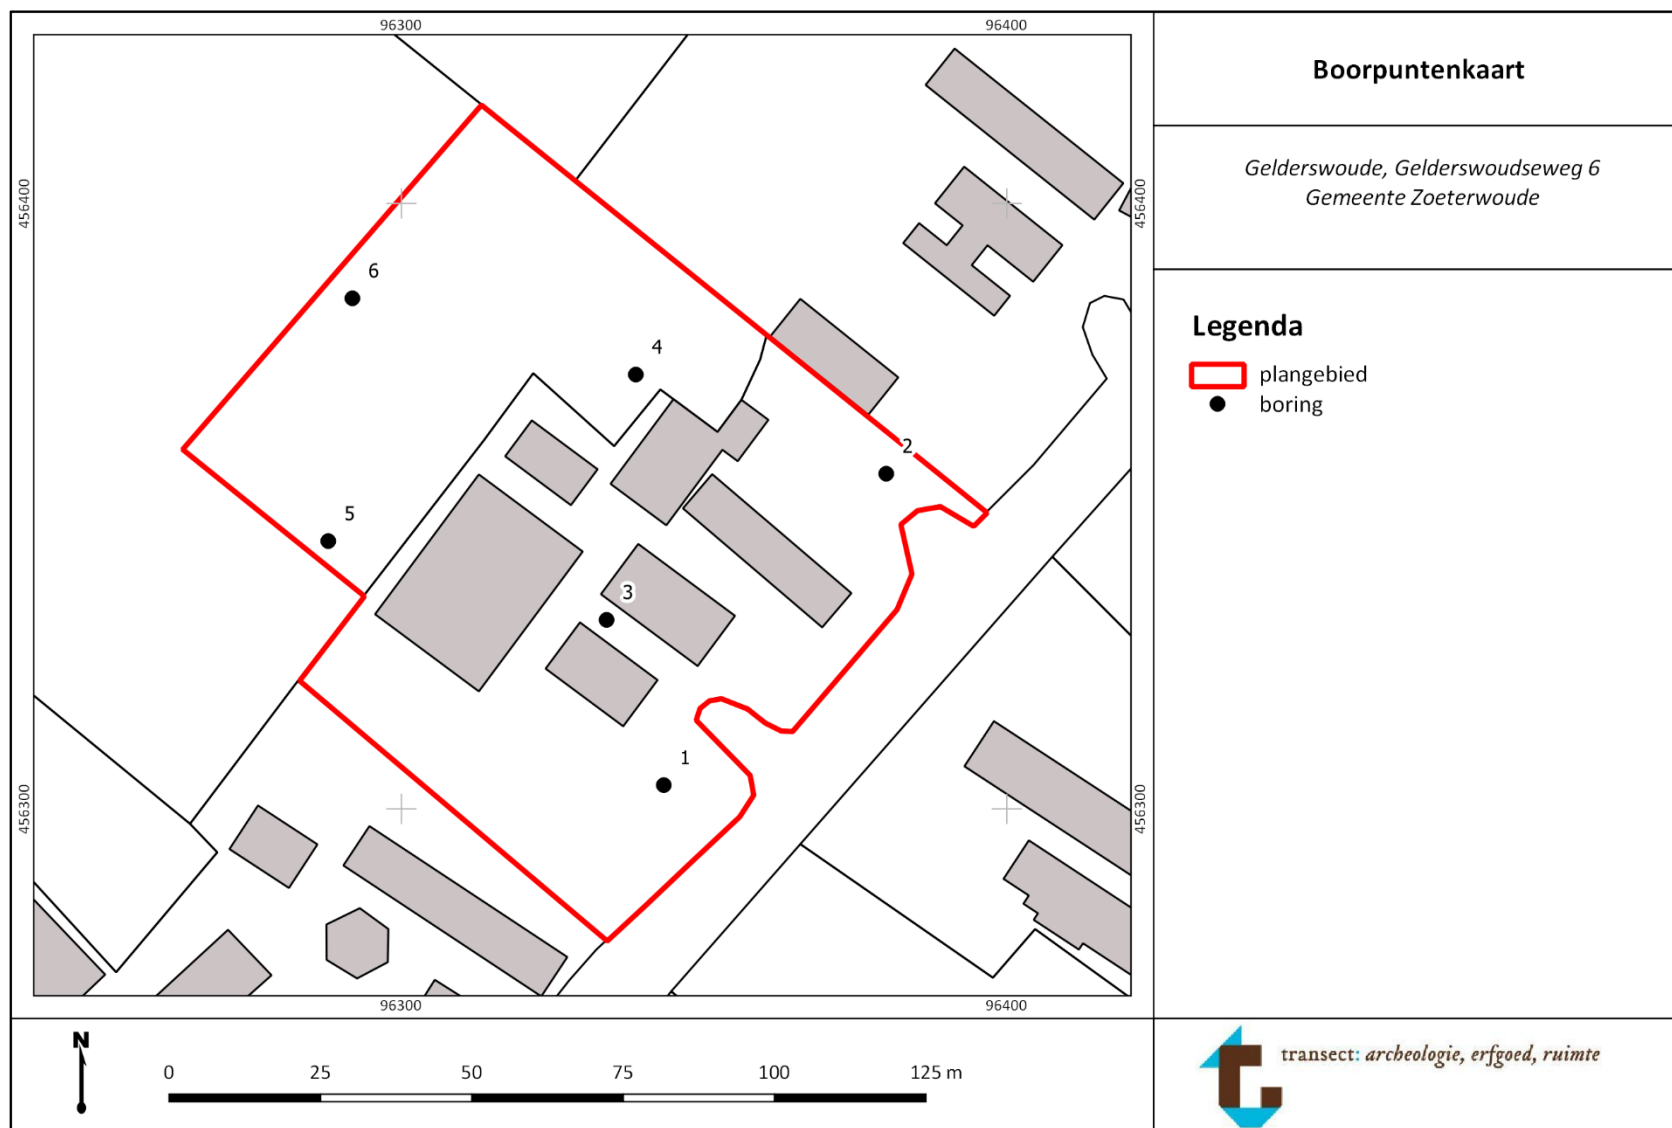 96300
96400
Boorpuntenkaart
Gelderswoude, Gelderswoudseweg 6
Gemeente Zoeterwoude
456400
456400
6
4
Legenda
plangebied
boring
2
5
3
1
456300
456300
96300
96400
N
0
25
50
75
100
125 m
transect: archeologie, erfgoed, ruimte